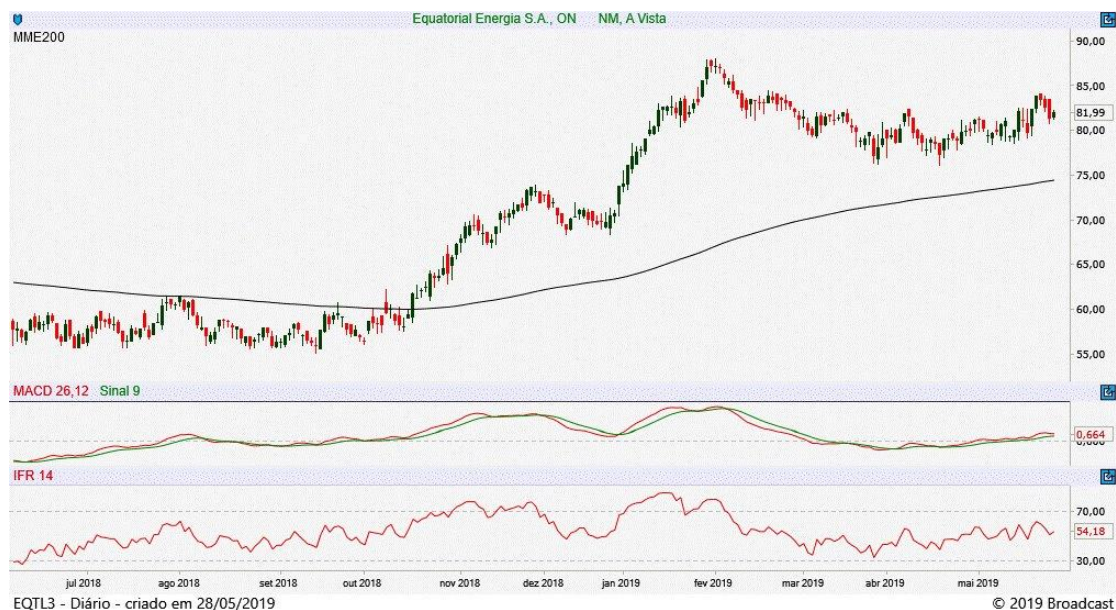 Equatorial Energia S.A., ON NM, A Vista
MME200
90,00
85,00
81,99
80,00
75,00
70,00
65,00
60,00
55,00
MACD 26,12 Sinal 9
0,664
IFR 14
70,00
54,18
30,00
jul 2018 ago 2018 set 2018 out 2018 nov 2018 dez 2018 jan 2019 fev 2019 mar 2019 abr 2019 mai 2019
EQTL3 - Diário - criado em 28/05/2019 © 2019 Broadcast